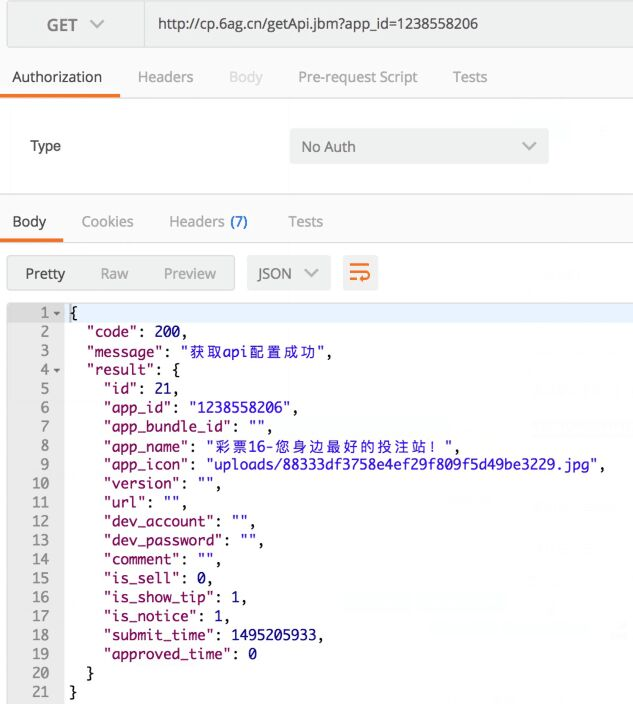 GET http://cp.6ag.cn/getApi.jbm?app_id=1238558206
Authorization Headers Body Pre-request Script Tests
Type No Auth
Body Cookies Headers (7) Tests
Pretty Raw Preview JSON
1 {
2 "code": 200,
3 "message": "获取api配置成功",
4 "result": {
5 "id": 21,
6 "app_id": "1238558206",
7 "app_bundle_id": "",
8 "app_name": "彩票16-您身边最好的投注站！",
9 "app_icon": "uploads/88333df3758e4ef29f809f5d49be3229.jpg",
10 "version": "",
11 "url": "",
12 "dev_account": "",
13 "dev_password": "",
14 "comment": "",
15 "is_sell": 0,
16 "is_show_tip": 1,
17 "is_notice": 1,
18 "submit_time": 1495205933,
19 "approved_time": 0
20 }
21 }